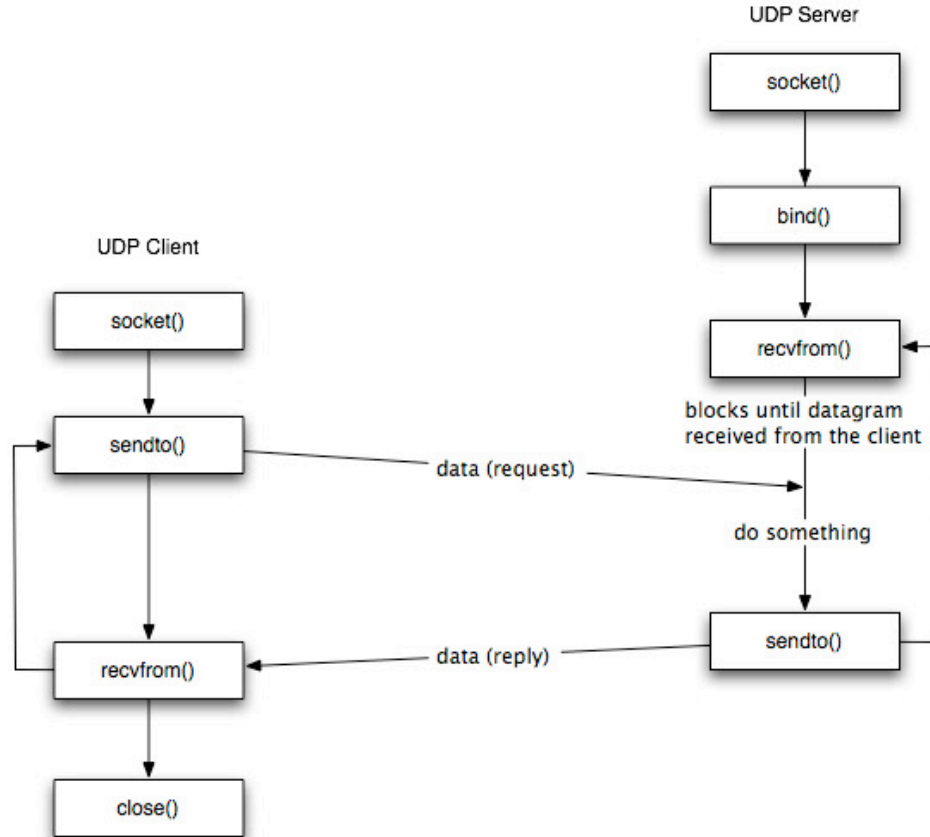 UDP Server
socket()
bind()
UDP Client
socket()
recvfrom()
blocks until datagram
received from the client
sendto()
data (request)
do something
sendto()
data (reply)
recvfrom()
close()